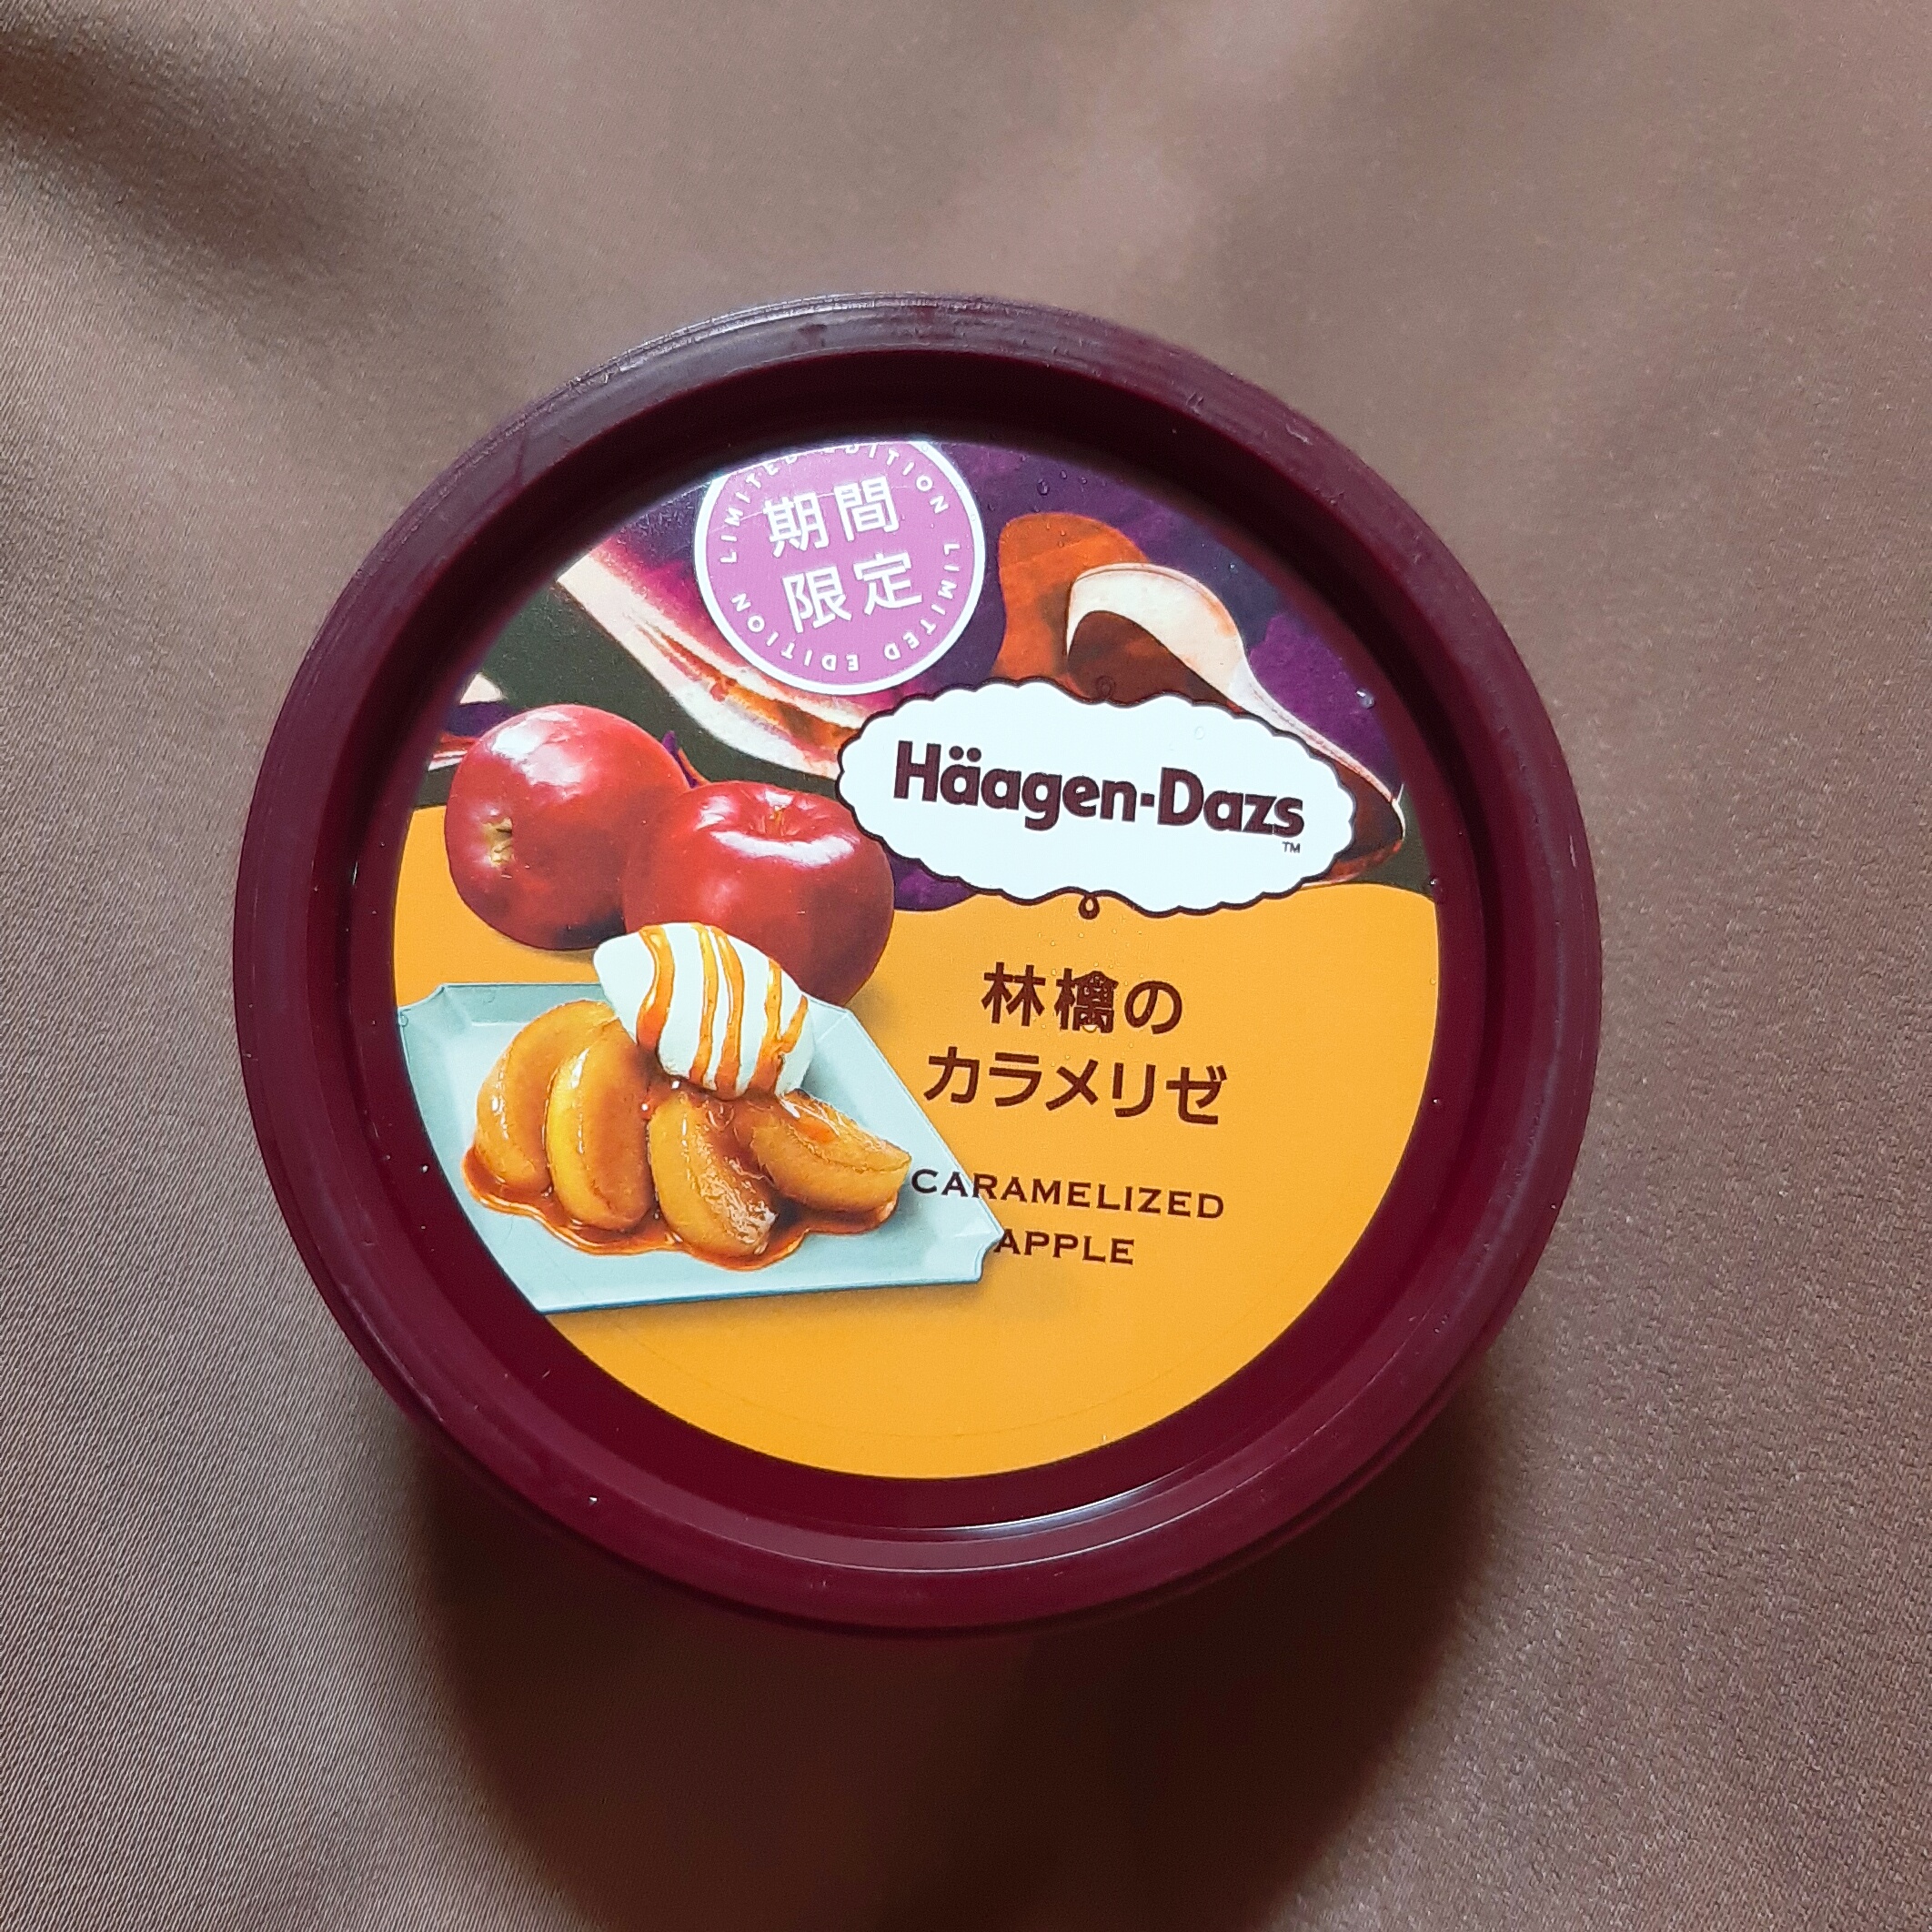 LIMITED EDITION LIMITED EDITION
期間
限定
Häagen-Dazs
TM
林檎の
カラメリゼ
CARAMELIZED
APPLE